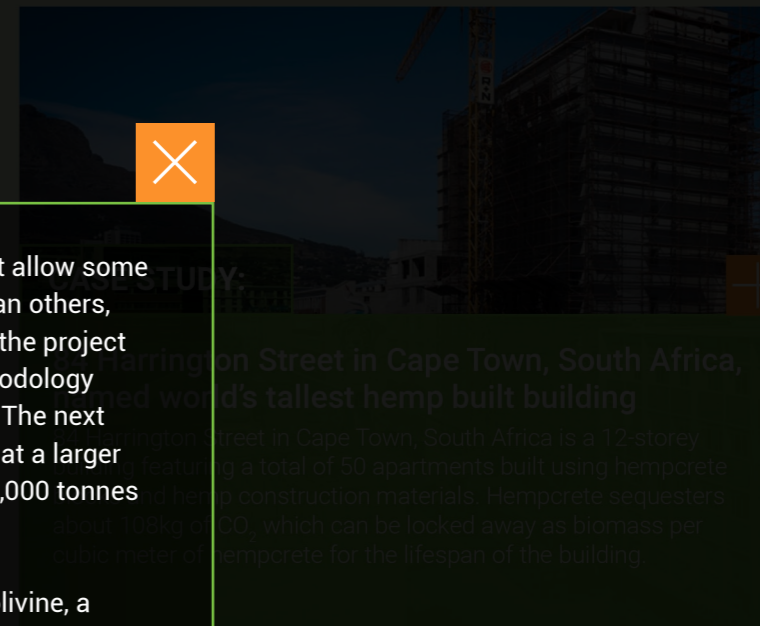 t allow some
an others,
the project
odology
The next
at a larger
,000 tonnes
livine, a
CASE STUDY:
84 Harrington Street in Cape Town, South Africa,
named world's tallest hemp built building
84 Harrington Street in Cape Town, South Africa is a 12-storey
building featuring a total of 50 apartments built using hempcrete
and hemp construction materials. Hempcrete sequesters
about 108kg of CO₂ which can be locked away as biomass per
cubic meter of hempcrete for the lifespan of the building.